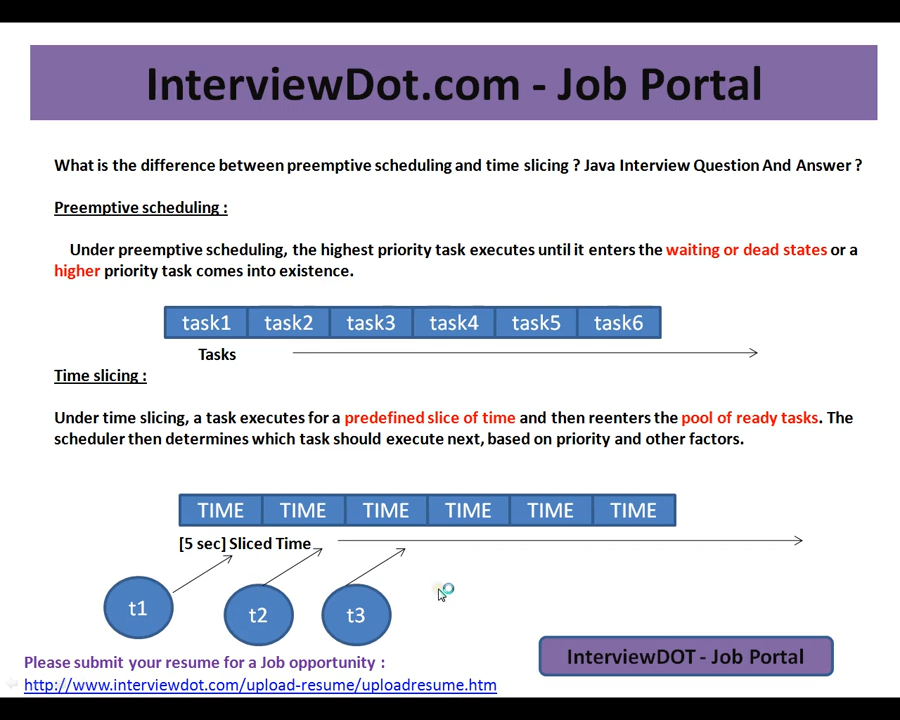 InterviewDot.com - Job Portal
What is the difference between preemptive scheduling and time slicing ? Java Interview Question And Answer ?
Preemptive scheduling :
Under preemptive scheduling, the highest priority task executes until it enters the waiting or dead states or a
higher priority task comes into existence.
task1 task2 task3 task4 task5 task6
Tasks
Time slicing :
Under time slicing, a task executes for a predefined slice of time and then reenters the pool of ready tasks. The
scheduler then determines which task should execute next, based on priority and other factors.
TIME TIME TIME TIME TIME TIME
[5 sec] Sliced Time
t1 t2 t3
Please submit your resume for a Job opportunity :
InterviewDOT - Job Portal
http://www.interviewdot.com/upload-resume/uploadresume.htm